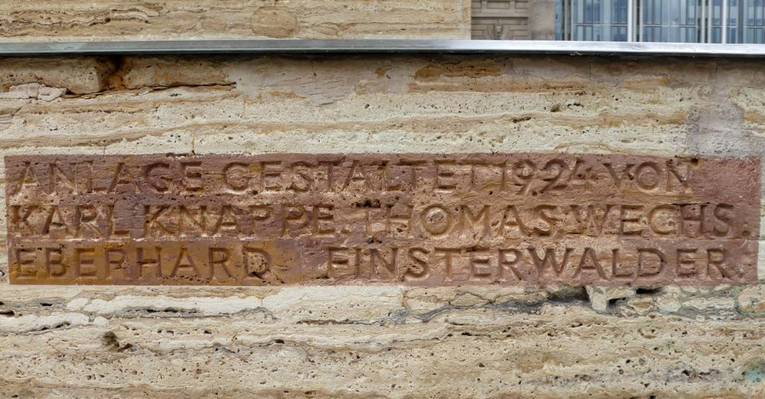 ANLAGE GESTALTET 1924 VON
KARL KNAPPE. THOMAS WECHS.
EBERHARD FINSTERWALDER.